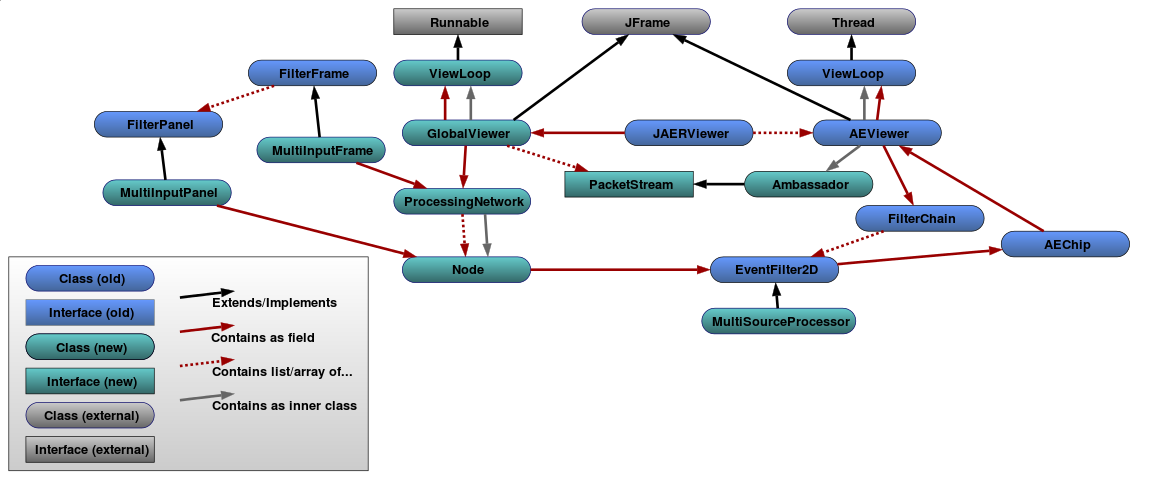 Runnable
JFrame
Thread
FilterFrame
ViewLoop
ViewLoop
FilterPanel
GlobalViewer
JAERViewer
AEViewer
MultiInputFrame
MultiInputPanel
PacketStream
Ambassador
ProcessingNetwork
FilterChain
AEChip
Node
EventFilter2D
MultiSourceProcessor
Class (old)
Interface (old)
Class (new)
Interface (new)
Class (external)
Interface (external)
Extends/Implements
Contains as field
Contains list/array of...
Contains as inner class